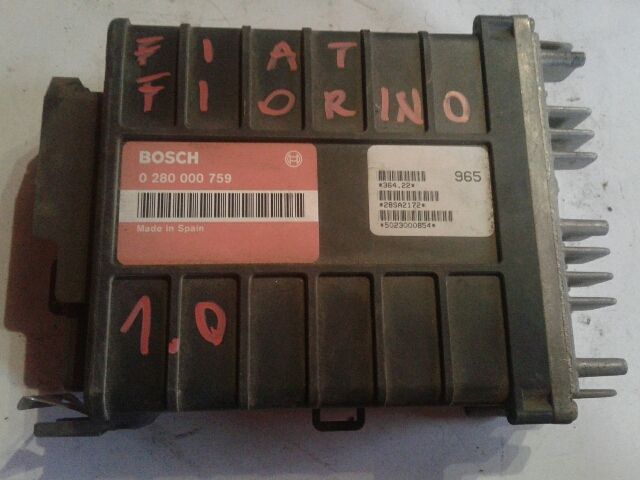 FIAT
FIORINO
BOSCH
0 280 000 759
Made in Spain
965
*364.22*
*28SA2172*
*5023000854*
1.0